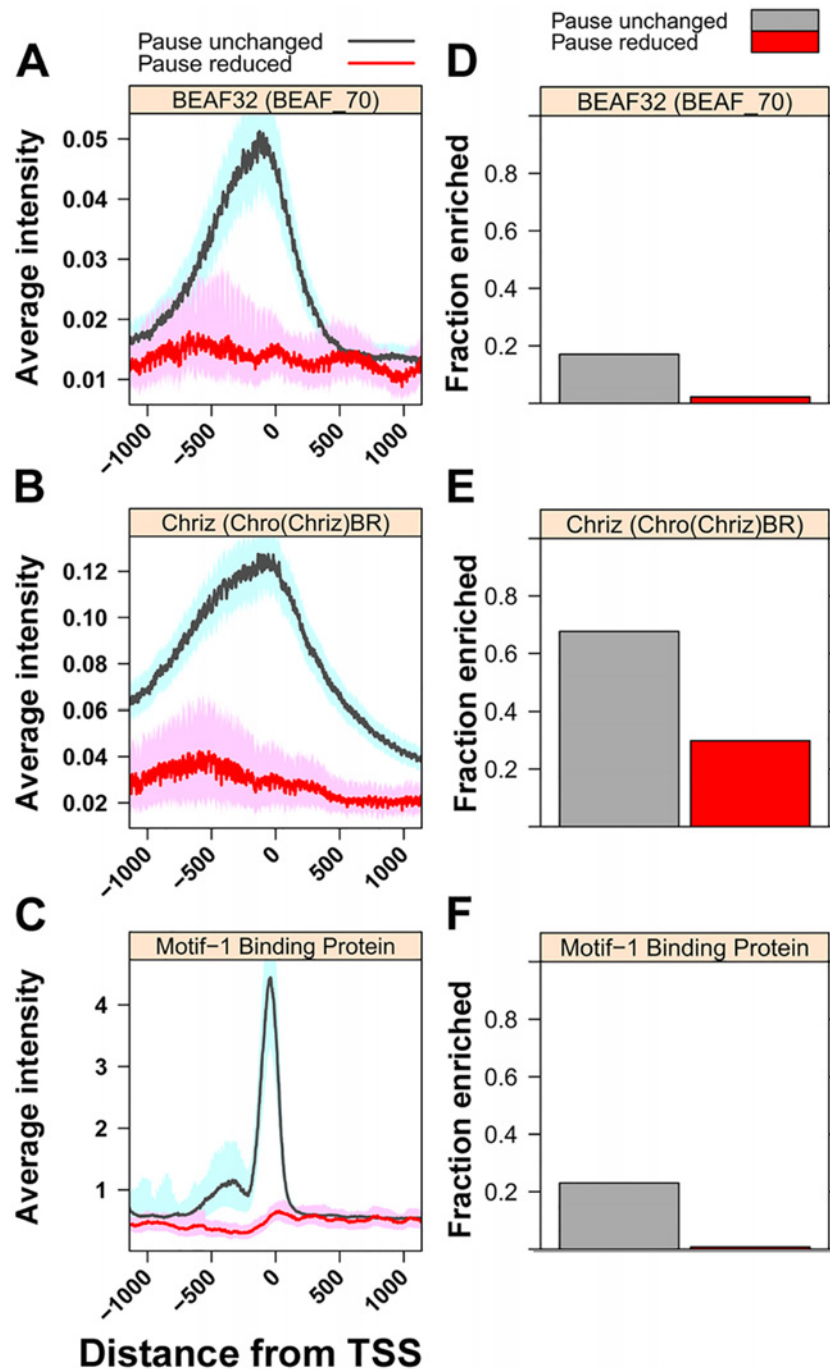 A
Pause unchanged
Pause reduced
BEAF32 (BEAF_70)
Average intensity
0.05
0.04
0.03
0.02
0.01
−1000
−500
0
500
1000
D
Pause unchanged
Pause reduced
BEAF32 (BEAF_70)
Fraction enriched
0.8
0.6
0.4
0.2
B
Chriz (Chro(Chriz)BR)
Average intensity
0.12
0.10
0.08
0.06
0.04
0.02
−1000
−500
0
500
1000
E
Chriz (Chro(Chriz)BR)
Fraction enriched
0.8
0.6
0.4
0.2
C
Motif−1 Binding Protein
Average intensity
4
3
2
1
−1000
−500
0
500
1000
Distance from TSS
F
Motif−1 Binding Protein
Fraction enriched
0.8
0.6
0.4
0.2